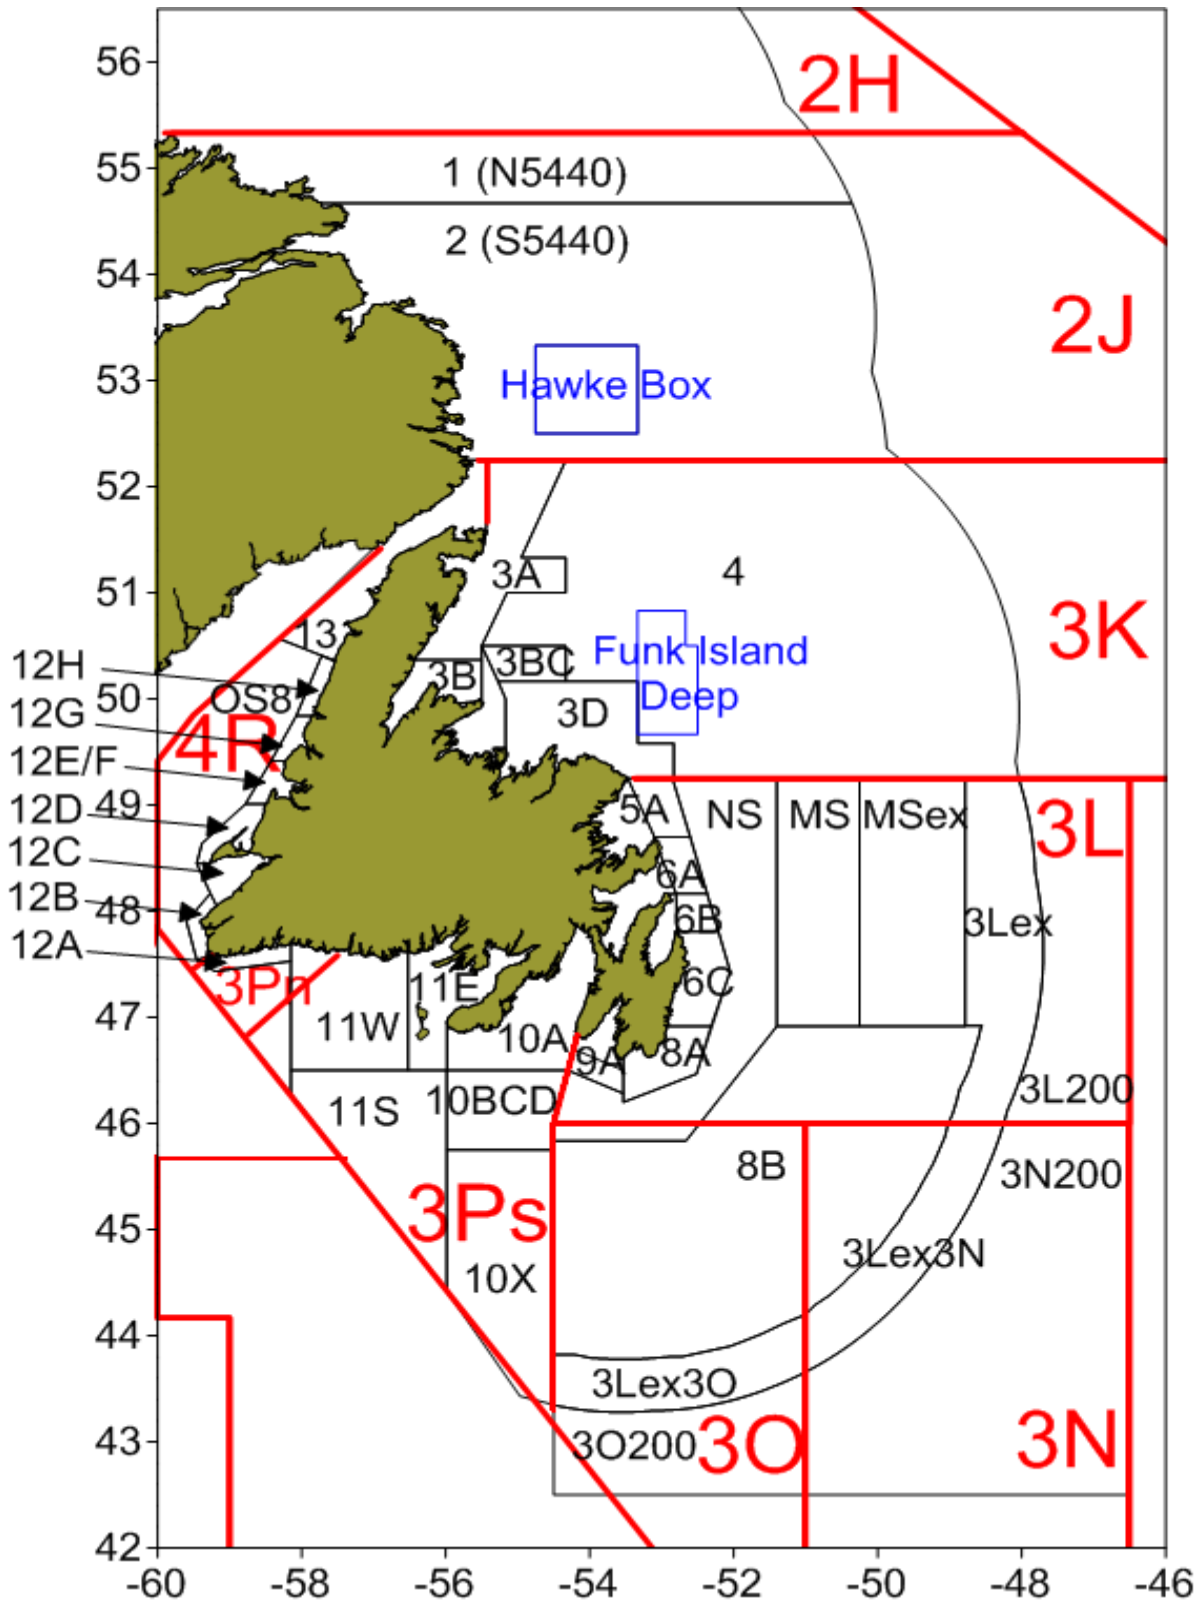 56
2H
55
1 (N5440)
2 (S5440)
54
2J
53
Hawke Box
52
51
3A
4
3K
13
12H
3B
3BC
Funk Island
Deep
50
OS8
12G
3D
4R
12E/F
49
5A
NS
MS
MSex
3L
12D
12C
6A
12B
48
6B
3Lex
12A
3Pn
11E
6C
47
11W
10A
9A
8A
11S
10BCD
3L200
46
8B
3N200
3Ps
45
3Lex3N
10X
44
3Lex3O
3O200
3O
3N
43
42
-60
-58
-56
-54
-52
-50
-48
-46